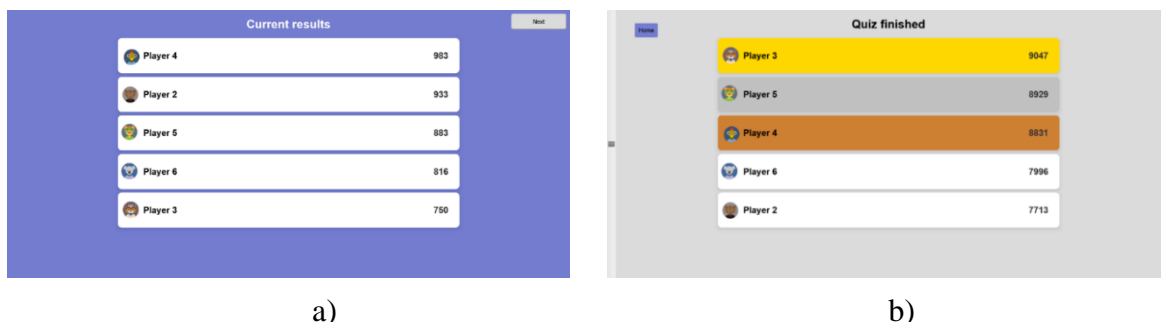 Current results
Next
Player 4 983
Player 2 933
Player 5 883
Player 6 816
Player 3 750
a)
Quiz finished
Home
Player 3 9047
Player 5 8929
Player 4 8831
Player 6 7996
Player 2 7713
b)